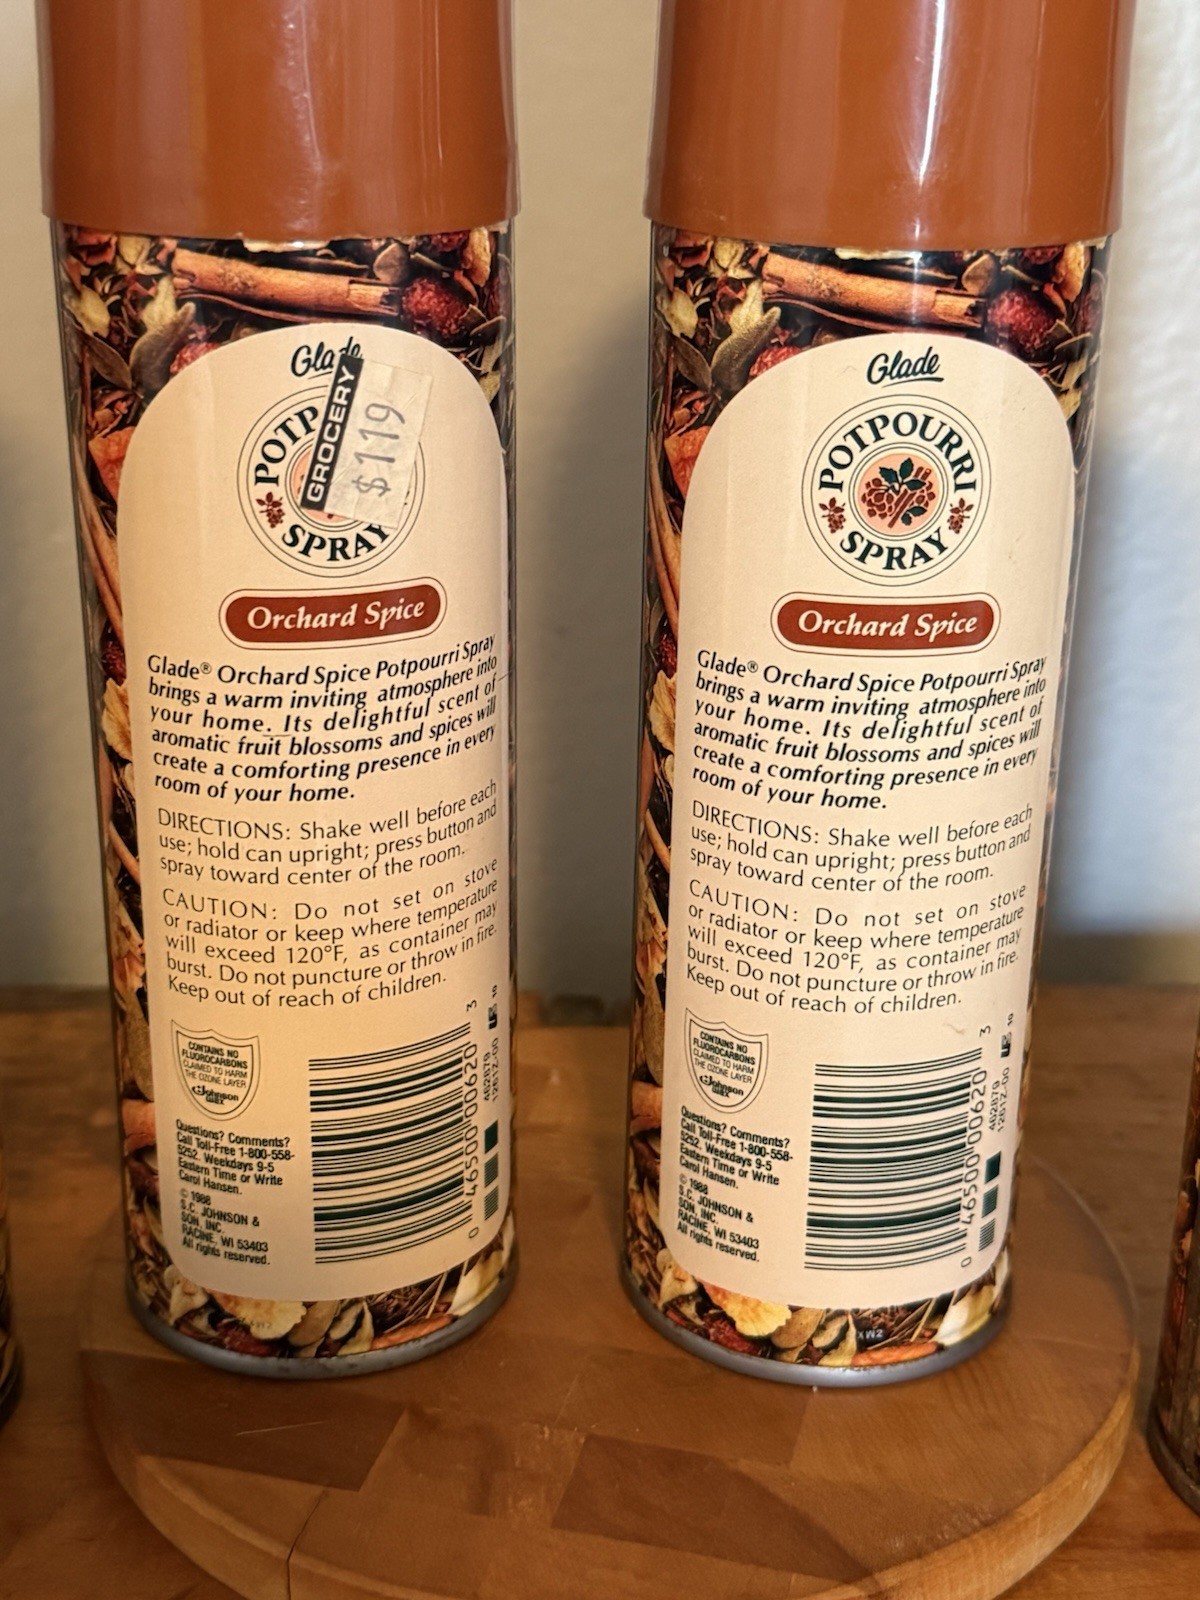 Glade
GROCERY
$1.19
POTP
SPRAY
Orchard Spice
Glade® Orchard Spice Potpourri Spray
brings a warm inviting atmosphere into
your home. Its delightful scent of
aromatic fruit blossoms and spices will
create a comforting presence in every
room of your home.
DIRECTIONS: Shake well before each
use; hold can upright; press button and
spray toward center of the room.
CAUTION: Do not set on stove
or radiator or keep where temperature
will exceed 120°F, as container may
burst. Do not puncture or throw in fire.
Keep out of reach of children.
CONTAINS NO
FLUOROCARBONS
CLAIMED TO HARM
THE OZONE LAYER
Johnson
WAX
Questions? Comments?
Call Toll-Free 1-800-558-
5252. Weekdays 9-5
Eastern Time or Write
Carol Hansen.
© 1988
S.C. JOHNSON &
SON, INC.
RACINE, WI 53403
All rights reserved.
0 46500 00620 3
462879
12612-00
10
Glade
POTPOURRI
SPRAY
Orchard Spice
Glade® Orchard Spice Potpourri Spray
brings a warm inviting atmosphere into
your home. Its delightful scent of
aromatic fruit blossoms and spices will
create a comforting presence in every
room of your home.
DIRECTIONS: Shake well before each
use; hold can upright; press button and
spray toward center of the room.
CAUTION: Do not set on stove
or radiator or keep where temperature
will exceed 120°F, as container may
burst. Do not puncture or throw in fire.
Keep out of reach of children.
CONTAINS NO
FLUOROCARBONS
CLAIMED TO HARM
THE OZONE LAYER
Johnson
WAX
Questions? Comments?
Call Toll-Free 1-800-558-
5252. Weekdays 9-5
Eastern Time or Write
Carol Hansen.
© 1988
S.C. JOHNSON &
SON, INC.
RACINE, WI 53403
All rights reserved.
0 46500 00620 3
462879
12612-00
10